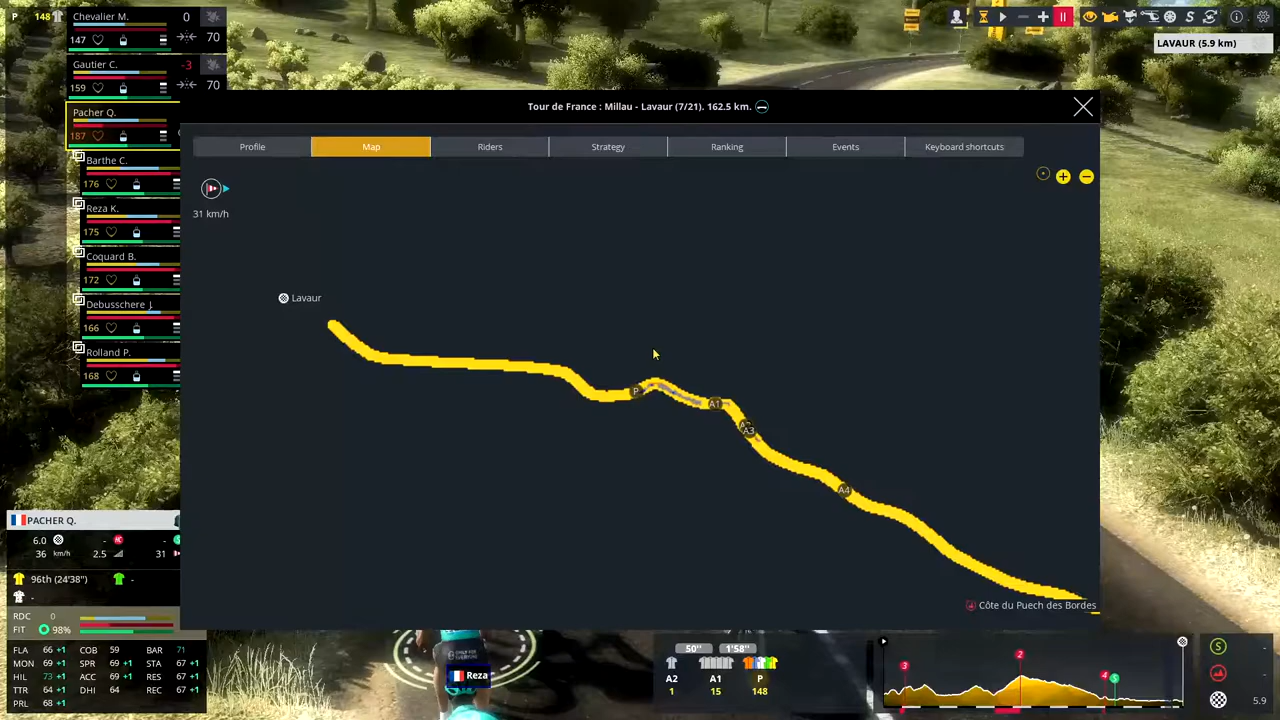 P 148
Chevalier M. 0
147 70
Gautier C. -3
159 70
Pacher Q.
187
Barthe C.
176
Reza K.
175
Coquard B.
172
Debusschere J.
166
Rolland P.
168
LAVAUR (5.9 km)
Tour de France : Millau - Lavaur (7/21). 162.5 km.
Profile Map Riders Strategy Ranking Events Keyboard shortcuts
31 km/h
Lavaur
P
A1
A3
A4
Côte du Puech des Bordes
PACHER Q.
6.0 - HC - S
36 km/h 2.5 31
96th (24'38'') -
-
RDC 0
FIT 98%
FLA 66 +1 COB 59 BAR 71
MON 69 +1 SPR 69 +1 STA 67 +1
HIL 73 +1 ACC 69 +1 RES 67 +1
TTR 64 +1 DHI 64 REC 67 +1
PRL 68 +1
Reza
50'' 1'58''
A2 A1 P
1 15 148
3 2 4 S
S -
-
5.9